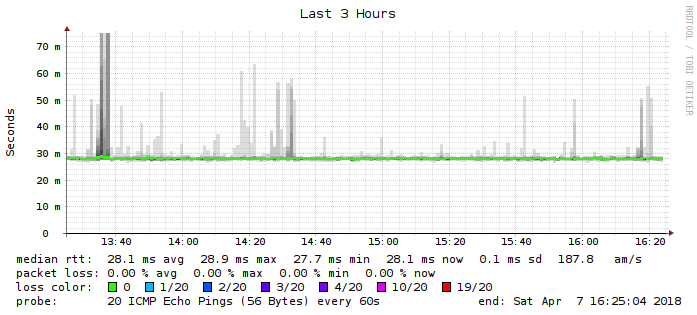 Last 3 Hours
RRDTOOL / TOBI OETIKER
Seconds
70 m
60 m
50 m
40 m
30 m
20 m
10 m
0
13:40 14:00 14:20 14:40 15:00 15:20 15:40 16:00 16:20
median rtt: 28.1 ms avg 28.9 ms max 27.7 ms min 28.1 ms now 0.1 ms sd 187.8 am/s
packet loss: 0.00 % avg 0.00 % max 0.00 % min 0.00 % now
loss color: 0 1/20 2/20 3/20 4/20 10/20 19/20
probe: 20 ICMP Echo Pings (56 Bytes) every 60s end: Sat Apr 7 16:25:04 2018